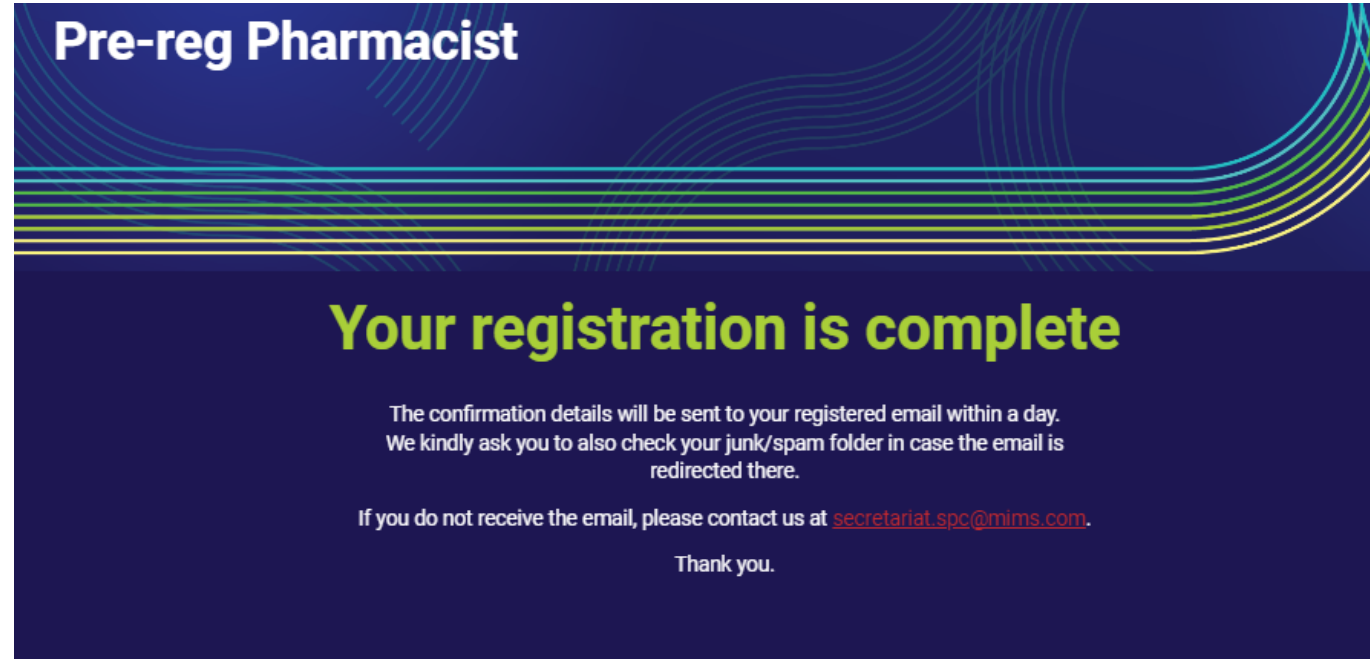 Pre-reg Pharmacist
Your registration is complete
The confirmation details will be sent to your registered email within a day.
We kindly ask you to also check your junk/spam folder in case the email is
redirected there.
If you do not receive the email, please contact us at secretariat.spc@mims.com.
Thank you.